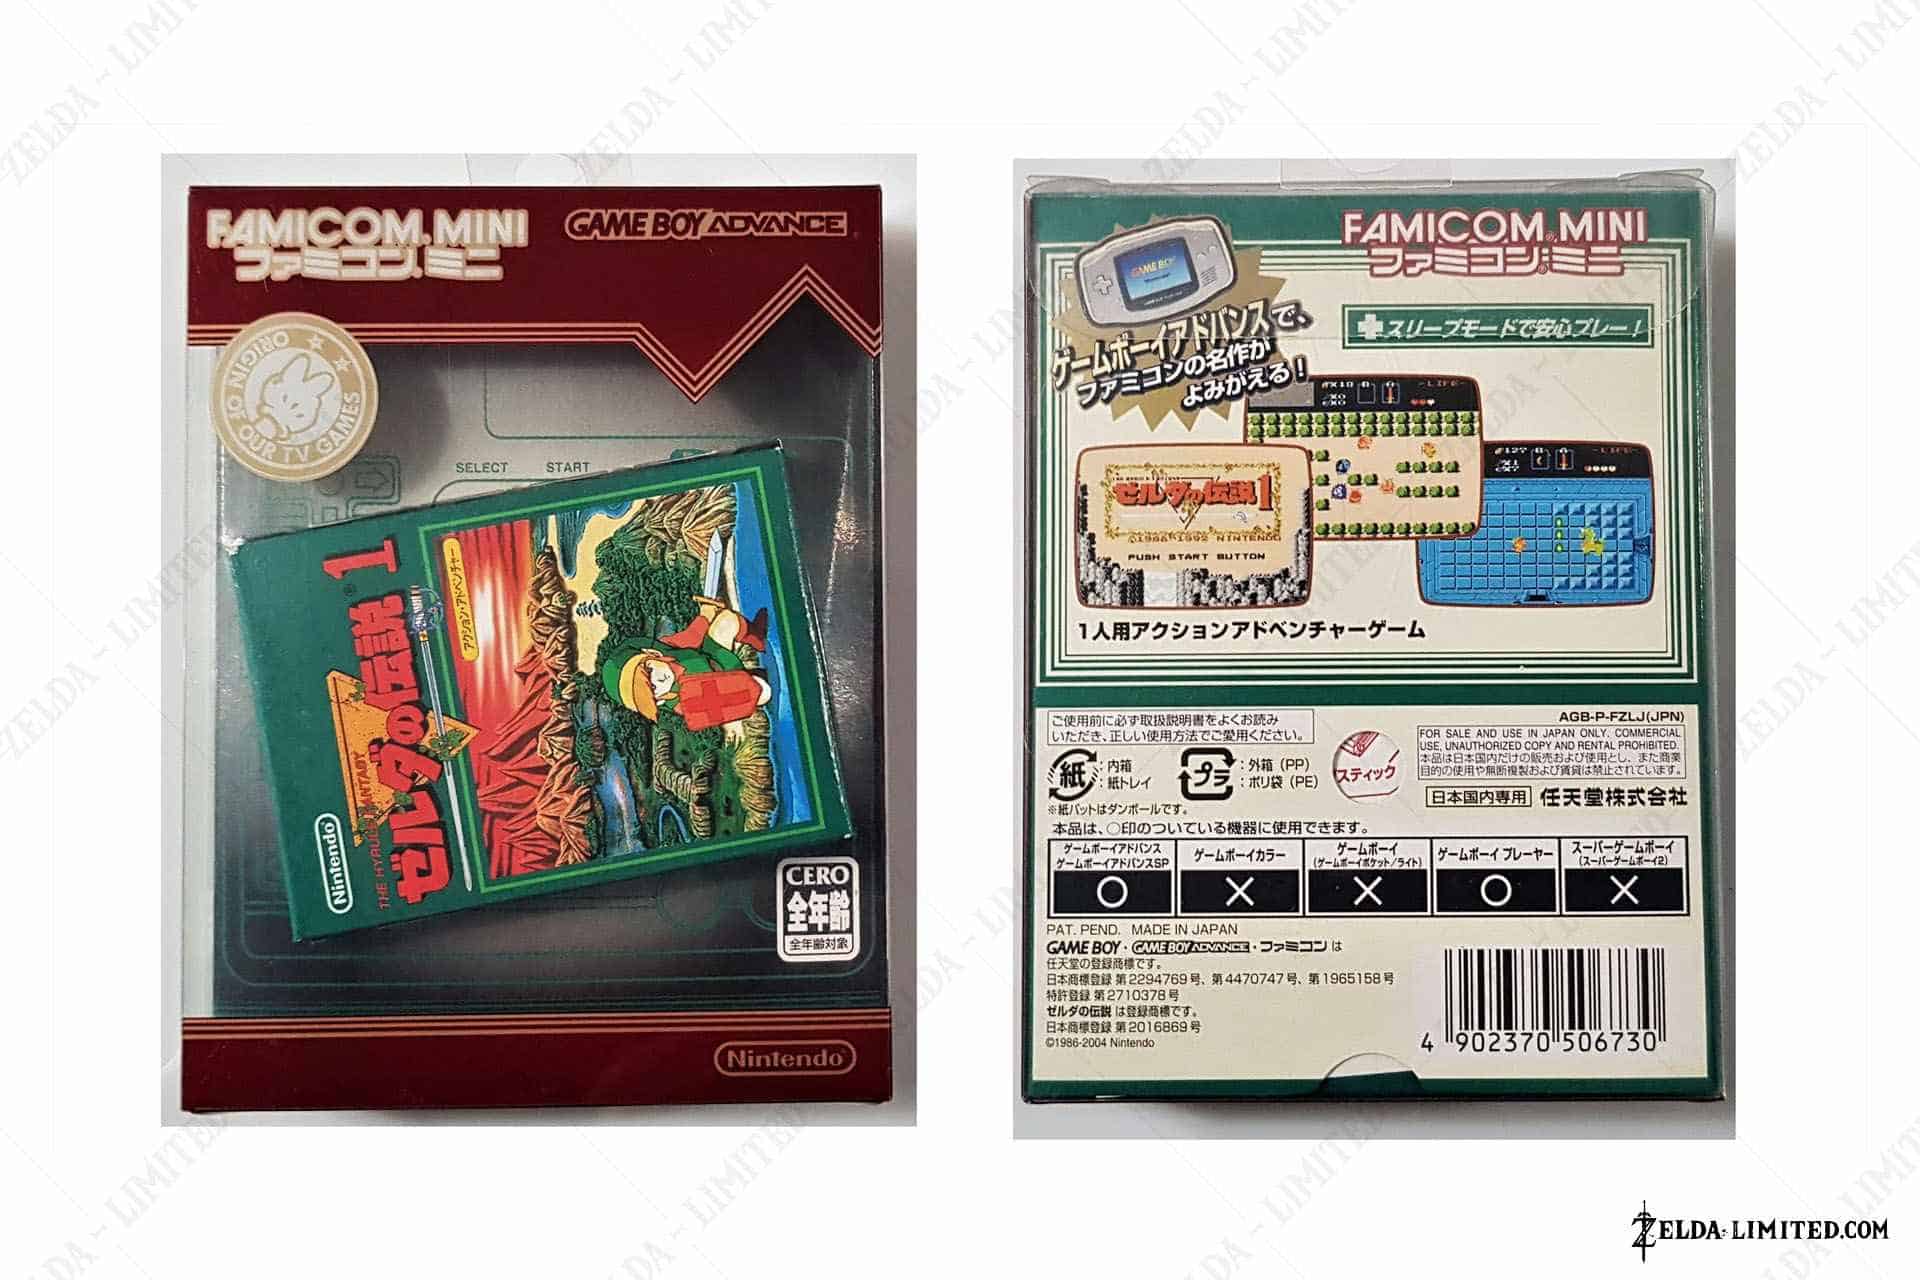 FAMICOM MINI
ファミコン ミニ
GAME BOY ADVANCE
ORIGIN
OF OUR TV GAMES
SELECT START
Nintendo
THE HYRULE FANTASY
ゼルダの伝説 1
アクション・アドベンチャー
CERO
全年齢
全年齢対象
Nintendo
FAMICOM MINI
ファミコン ミニ
GAME BOY
ゲームボーイアドバンスで、
ファミコンの名作が
よみがえる!
スリープモードで安心プレー!
-LIFE-
-LIFE-
ゼルダの伝説1
©1986-1992 NINTENDO
PUSH START BUTTON
1人用アクションアドベンチャーゲーム
ご使用前に必ず取扱説明書をよくお読み
いただき、正しい使用方法でご愛用ください。
AGB-P-FZLJ(JPN)
FOR SALE AND USE IN JAPAN ONLY. COMMERCIAL
USE, UNAUTHORIZED COPY AND RENTAL PROHIBITED.
本品は日本国内だけの販売および使用とし、また商業
目的の使用や無断複製および賃貸は禁止されています。
紙 :内箱
:紙トレイ
プラ :外箱 (PP)
:ポリ袋 (PE)
スティック
日本国内専用 任天堂株式会社
※紙パットはダンボールです。
本品は、○印のついている機器に使用できます。
ゲームボーイアドバンス
ゲームボーイアドバンスSP
ゲームボーイカラー
ゲームボーイ
(ゲームボーイポケット/ライト)
ゲームボーイ プレーヤー
スーパーゲームボーイ
(スーパーゲームボーイ2)
○ × × ○ ×
PAT. PEND. MADE IN JAPAN
GAME BOY・GAME BOY ADVANCE・ファミコン は
任天堂の登録商標です。
日本商標登録 第2294769号、第4470747号、第1965158号
特許登録 第2710378号
ゼルダの伝説 は登録商標です。
日本商標登録 第2016869号
©1986-2004 Nintendo
4 902370 506730
ZELDA-LIMITED.COM